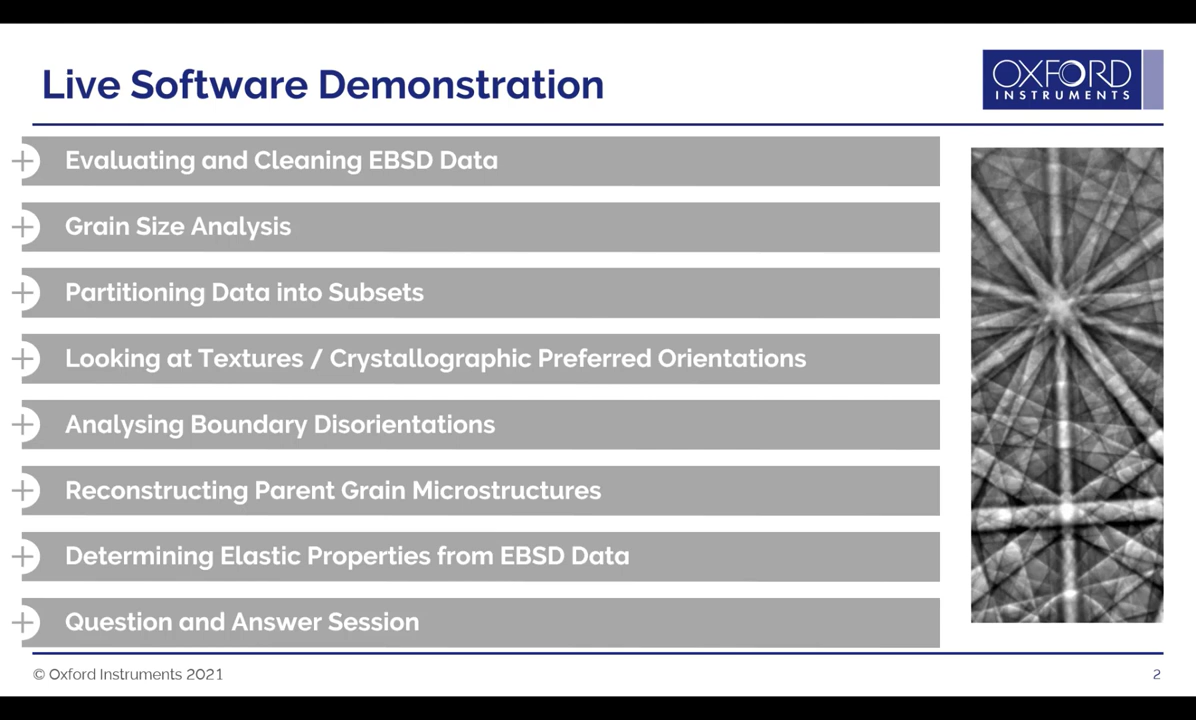 Live Software Demonstration
OXFORD
INSTRUMENTS
Evaluating and Cleaning EBSD Data
Grain Size Analysis
Partitioning Data into Subsets
Looking at Textures / Crystallographic Preferred Orientations
Analysing Boundary Disorientations
Reconstructing Parent Grain Microstructures
Determining Elastic Properties from EBSD Data
Question and Answer Session
© Oxford Instruments 2021
2